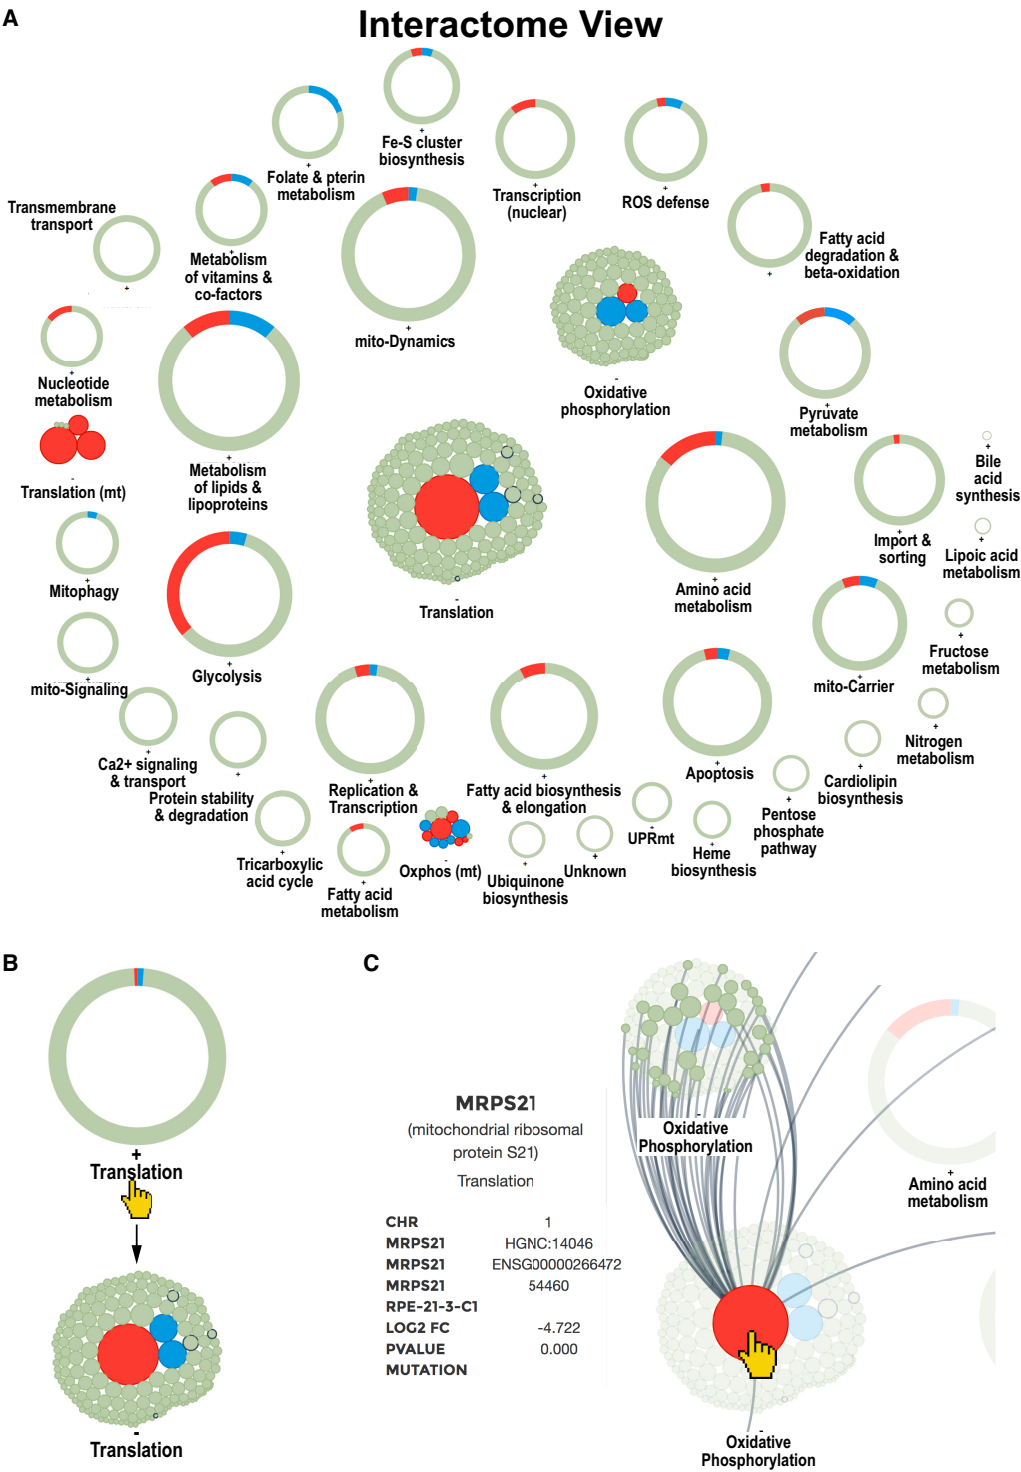 A
Interactome View
Fe-S cluster
biosynthesis
Folate & pterin
metabolism
Transcription
(nuclear)
ROS defense
Transmembrane
transport
Metabolism
of vitamins &
co-factors
Fatty acid
degradation &
beta-oxidation
mito-Dynamics
Nucleotide
metabolism
Oxidative
phosphorylation
Pyruvate
metabolism
Translation (mt)
Metabolism
of lipids &
lipoproteins
Bile
acid
synthesis
Import &
sorting
Lipoic acid
metabolism
Mitophagy
Translation
Amino acid
metabolism
Fructose
metabolism
mito-Signaling
Glycolysis
mito-Carrier
Nitrogen
metabolism
Ca2+ signaling
& transport
Protein stability
& degradation
Replication &
Transcription
Fatty acid biosynthesis
& elongation
Apoptosis
Cardiolipin
biosynthesis
Pentose
phosphate
pathway
Tricarboxylic
acid cycle
Fatty acid
metabolism
Oxphos (mt)
Ubiquinone
biosynthesis
Unknown
UPRmt
Heme
biosynthesis
B
+
Translation
-
Translation
C
MRPS21
(mitochondrial ribosomal
protein S21)
Translation
CHR 1
MRPS21 HGNC:14046
MRPS21 ENSG00000266472
MRPS21 54460
RPE-21-3-C1
LOG2 FC -4.722
PVALUE 0.000
MUTATION
-
Oxidative
Phosphorylation
+
Amino acid
metabolism
-
Oxidative
Phosphorylation